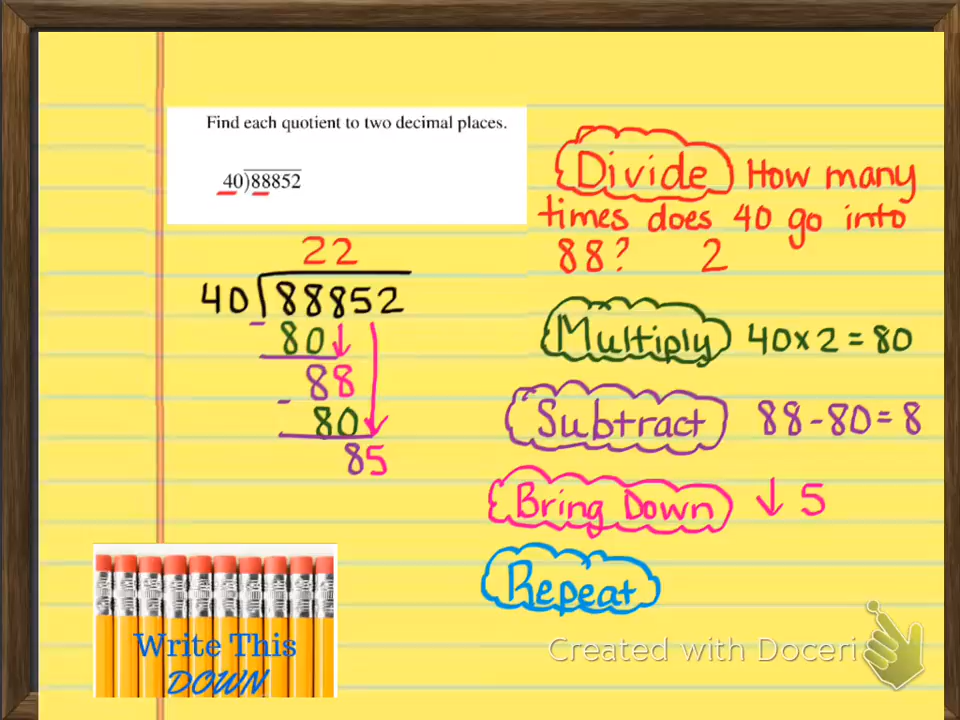 Find each quotient to two decimal places.
40)88852
22
40)88852
- 80↓
88
- 80
85
Divide How many
times does 40 go into
88? 2
Multiply 40×2=80
Subtract 88-80=8
Bring Down ↓ 5
Repeat
Write This
DOWN
Created with Doceri